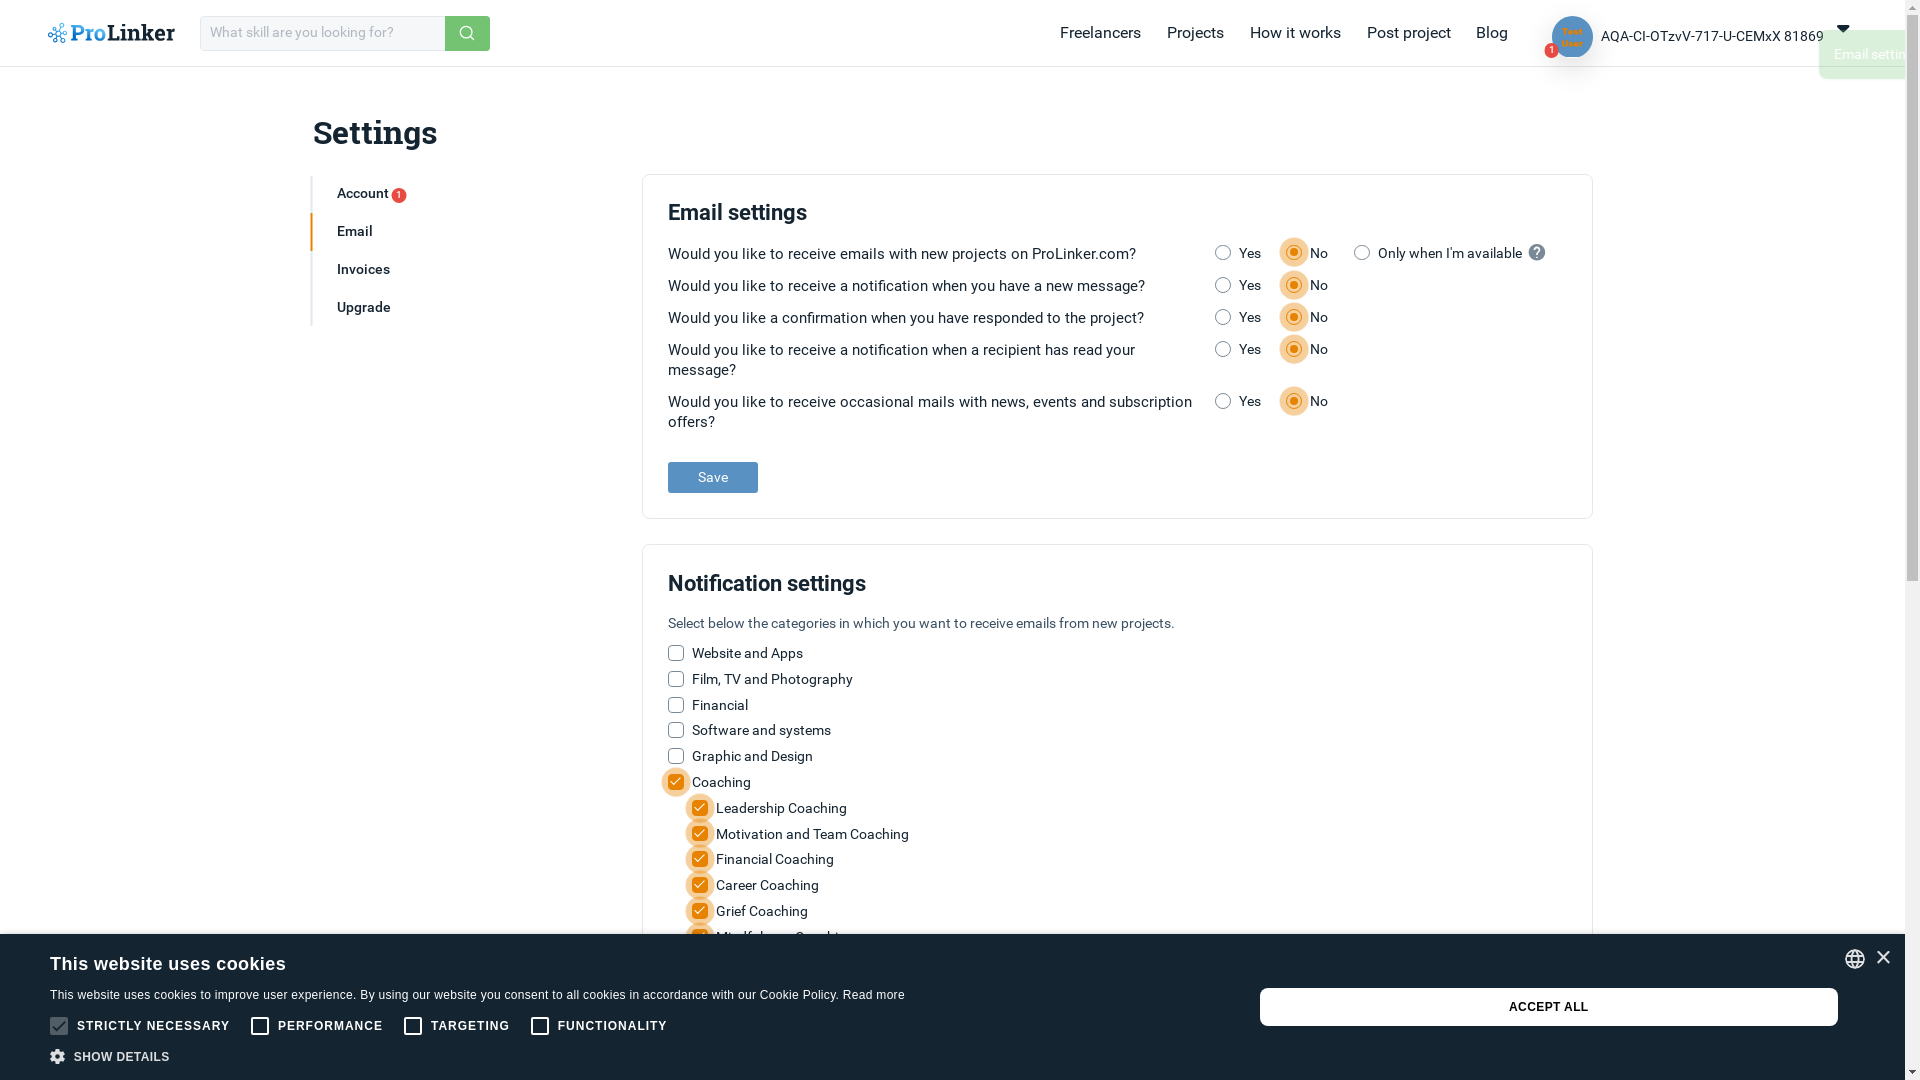 ProLinker
What skill are you looking for?
Freelancers Projects How it works Post project Blog
Test
User
1
AQA-CI-OTzvV-717-U-CEMxX 81869
Email settin
Settings
Account 1
Email
Invoices
Upgrade
Email settings
Would you like to receive emails with new projects on ProLinker.com? Yes No Only when I'm available ?
Would you like to receive a notification when you have a new message? Yes No
Would you like a confirmation when you have responded to the project? Yes No
Would you like to receive a notification when a recipient has read your Yes No
message?
Would you like to receive occasional mails with news, events and subscription Yes No
offers?
Save
Notification settings
Select below the categories in which you want to receive emails from new projects.
Website and Apps
Film, TV and Photography
Financial
Software and systems
Graphic and Design
Coaching
Leadership Coaching
Motivation and Team Coaching
Financial Coaching
Career Coaching
Grief Coaching
This website uses cookies
This website uses cookies to improve user experience. By using our website you consent to all cookies in accordance with our Cookie Policy. Read more
STRICTLY NECESSARY PERFORMANCE TARGETING FUNCTIONALITY
SHOW DETAILS
ACCEPT ALL